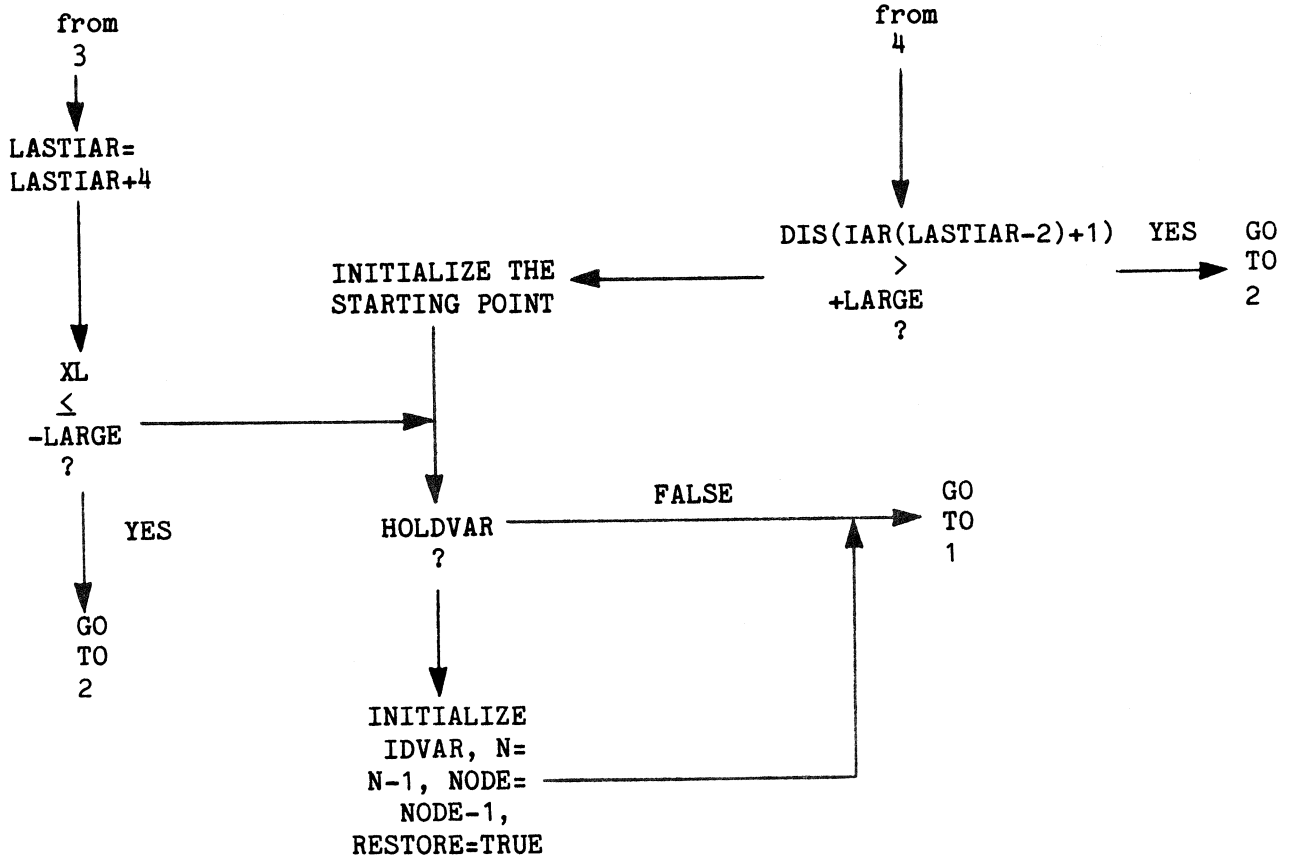 from
3
LASTIAR=
LASTIAR+4
XL
≤
-LARGE
?
YES
GO
TO
2
from
4
DIS(IAR(LASTIAR-2)+1)
>
+LARGE
?
YES
GO
TO
2
INITIALIZE THE
STARTING POINT
HOLDVAR
?
FALSE
GO
TO
1
INITIALIZE
IDVAR, N=
N-1, NODE=
NODE-1,
RESTORE=TRUE